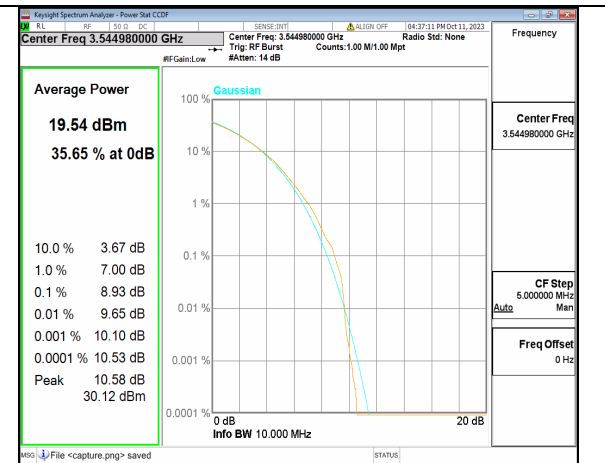 Keysight Spectrum Analyzer - Power Stat CCDF
RL RF 50 Ω DC SENSE:INT ALIGN OFF 04:37:11 PM Oct 11, 2023
Center Freq 3.544980000 GHz
Center Freq: 3.544980000 GHz Radio Std: None
Trig: RF Burst Counts:1.00 M/1.00 Mpt
#IFGain:Low #Atten: 14 dB
Frequency
Average Power
19.54 dBm
35.65 % at 0dB
10.0 % 3.67 dB
1.0 % 7.00 dB
0.1 % 8.93 dB
0.01 % 9.65 dB
0.001 % 10.10 dB
0.0001 % 10.53 dB
Peak 10.58 dB
30.12 dBm
Gaussian
100 %
10 %
1 %
0.1 %
0.01 %
0.001 %
0.0001 %
0 dB 20 dB
Info BW 10.000 MHz
Center Freq
3.544980000 GHz
CF Step
5.000000 MHz
Auto Man
Freq Offset
0 Hz
MSG File <capture.png> saved STATUS